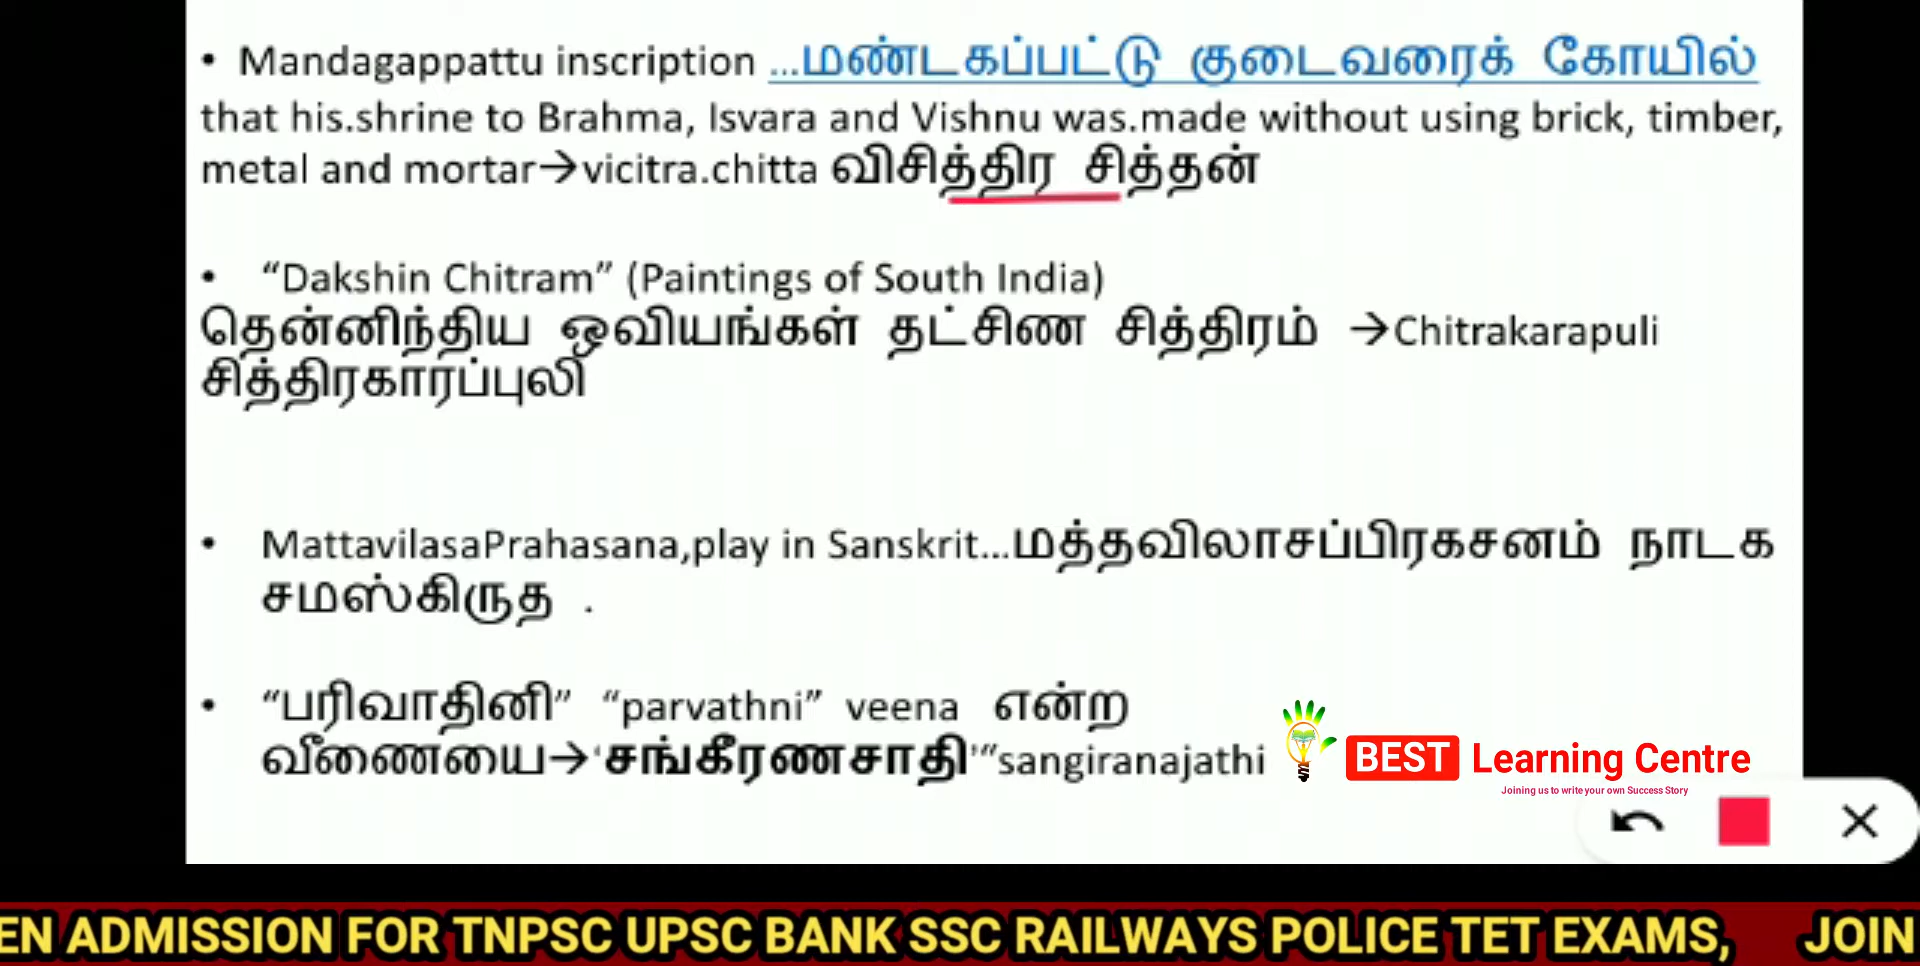 • Mandagappattu inscription ...மண்டகப்பட்டு குடைவரைக் கோயில்
that his.shrine to Brahma, Isvara and Vishnu was.made without using brick, timber,
metal and mortar→vicitra.chitta விசித்திர சித்தன்
• “Dakshin Chitram” (Paintings of South India)
தென்னிந்திய ஒவியங்கள் தட்சிண சித்திரம் →Chitrakarapuli
சித்திரகாரப்புலி
• MattavilasaPrahasana,play in Sanskrit...மத்தவிலாசப்பிரகசனம் நாடக
சமஸ்கிருத .
• “பரிவாதினி” “parvathni” veena என்ற
வீணையை→‘சங்கீரணசாதி’“sangiranajathi
BEST Learning Centre
Joining us to write your own Success Story
EN ADMISSION FOR TNPSC UPSC BANK SSC RAILWAYS POLICE TET EXAMS, JOIN